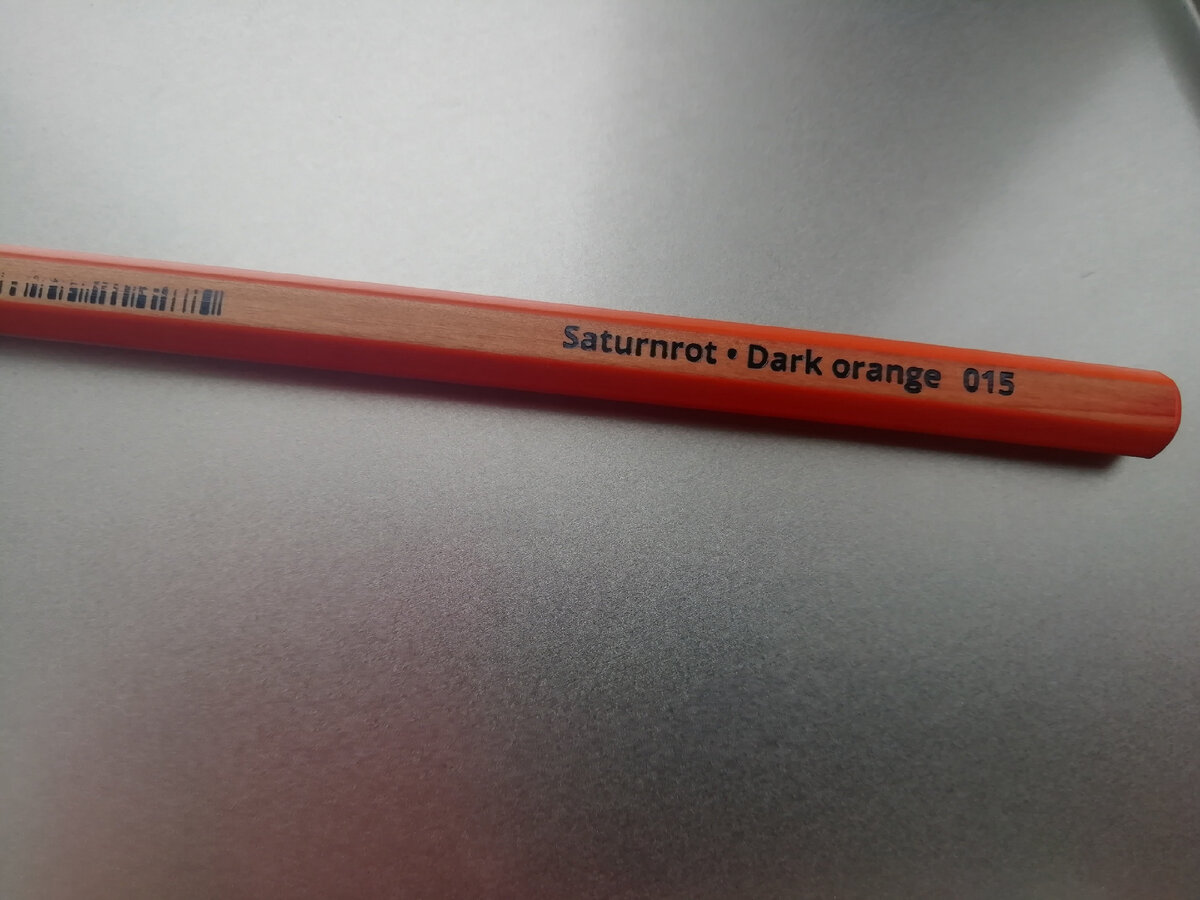 Saturnrot • Dark orange 015